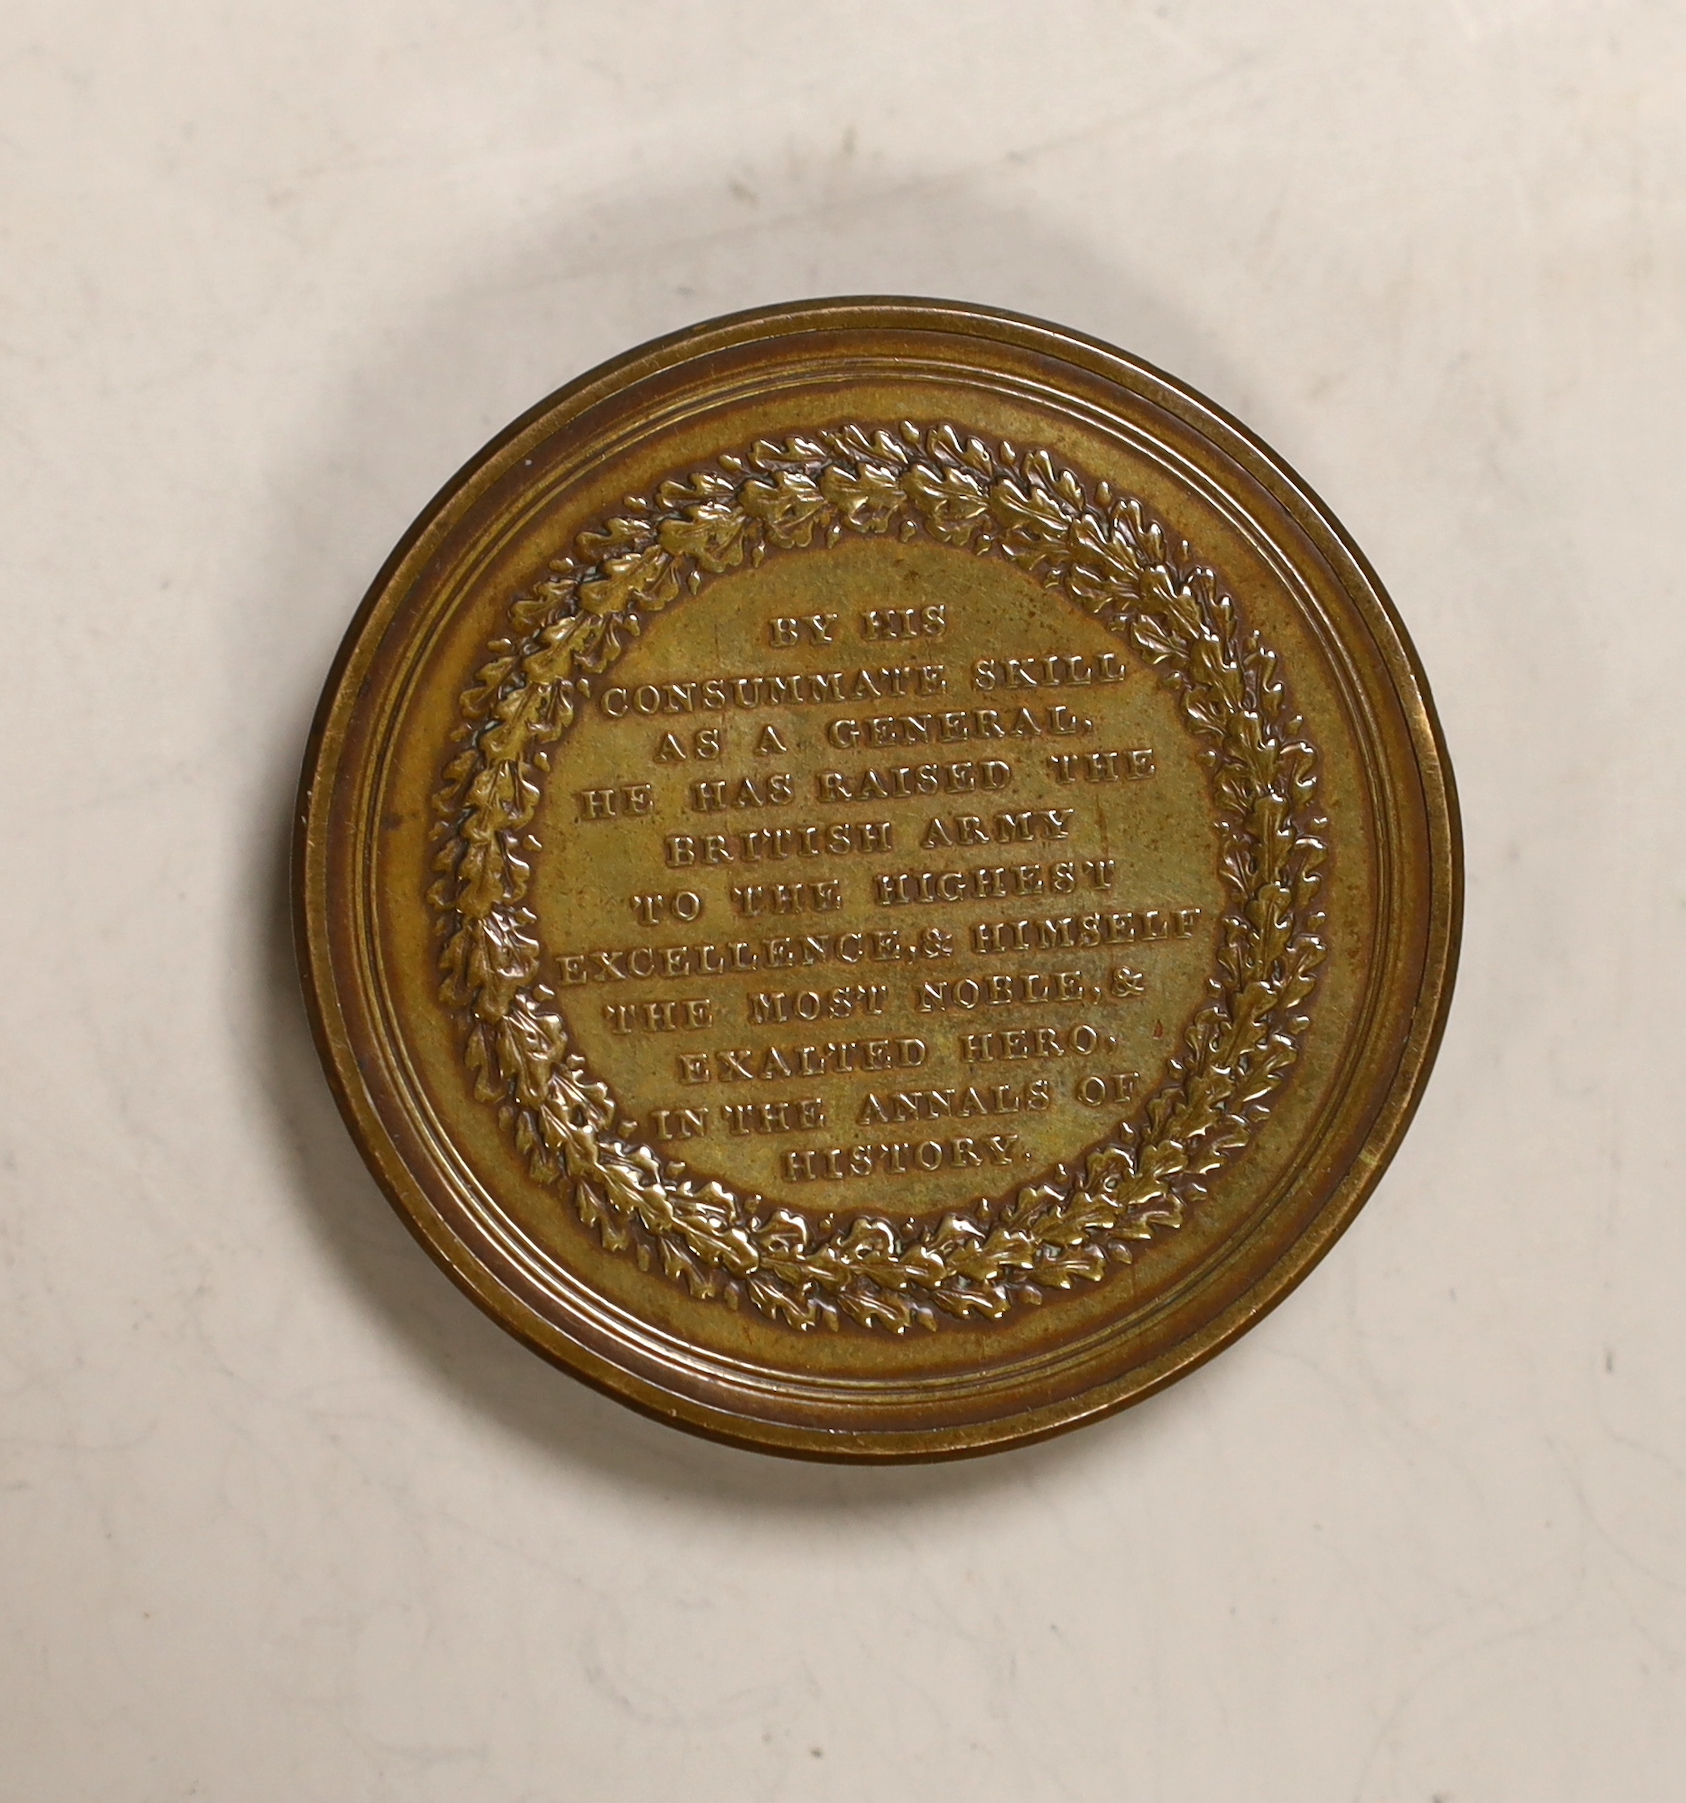 BY HIS
CONSUMMATE SKILL
AS A GENERAL,
HE HAS RAISED THE
BRITISH ARMY
TO THE HIGHEST
EXCELLENCE, & HIMSELF
THE MOST NOBLE, &
EXALTED HERO,
IN THE ANNALS OF
HISTORY.